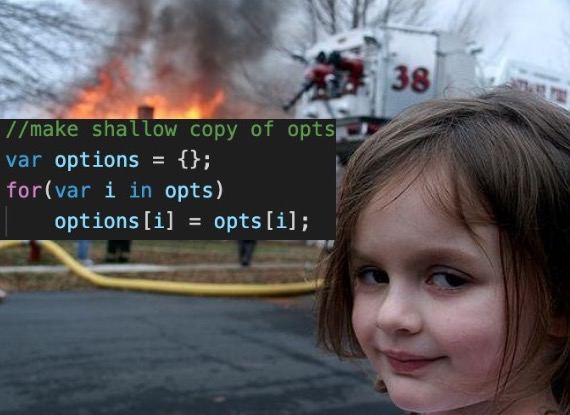 38
//make shallow copy of opts
var options = {};
for(var i in opts)
    options[i] = opts[i];